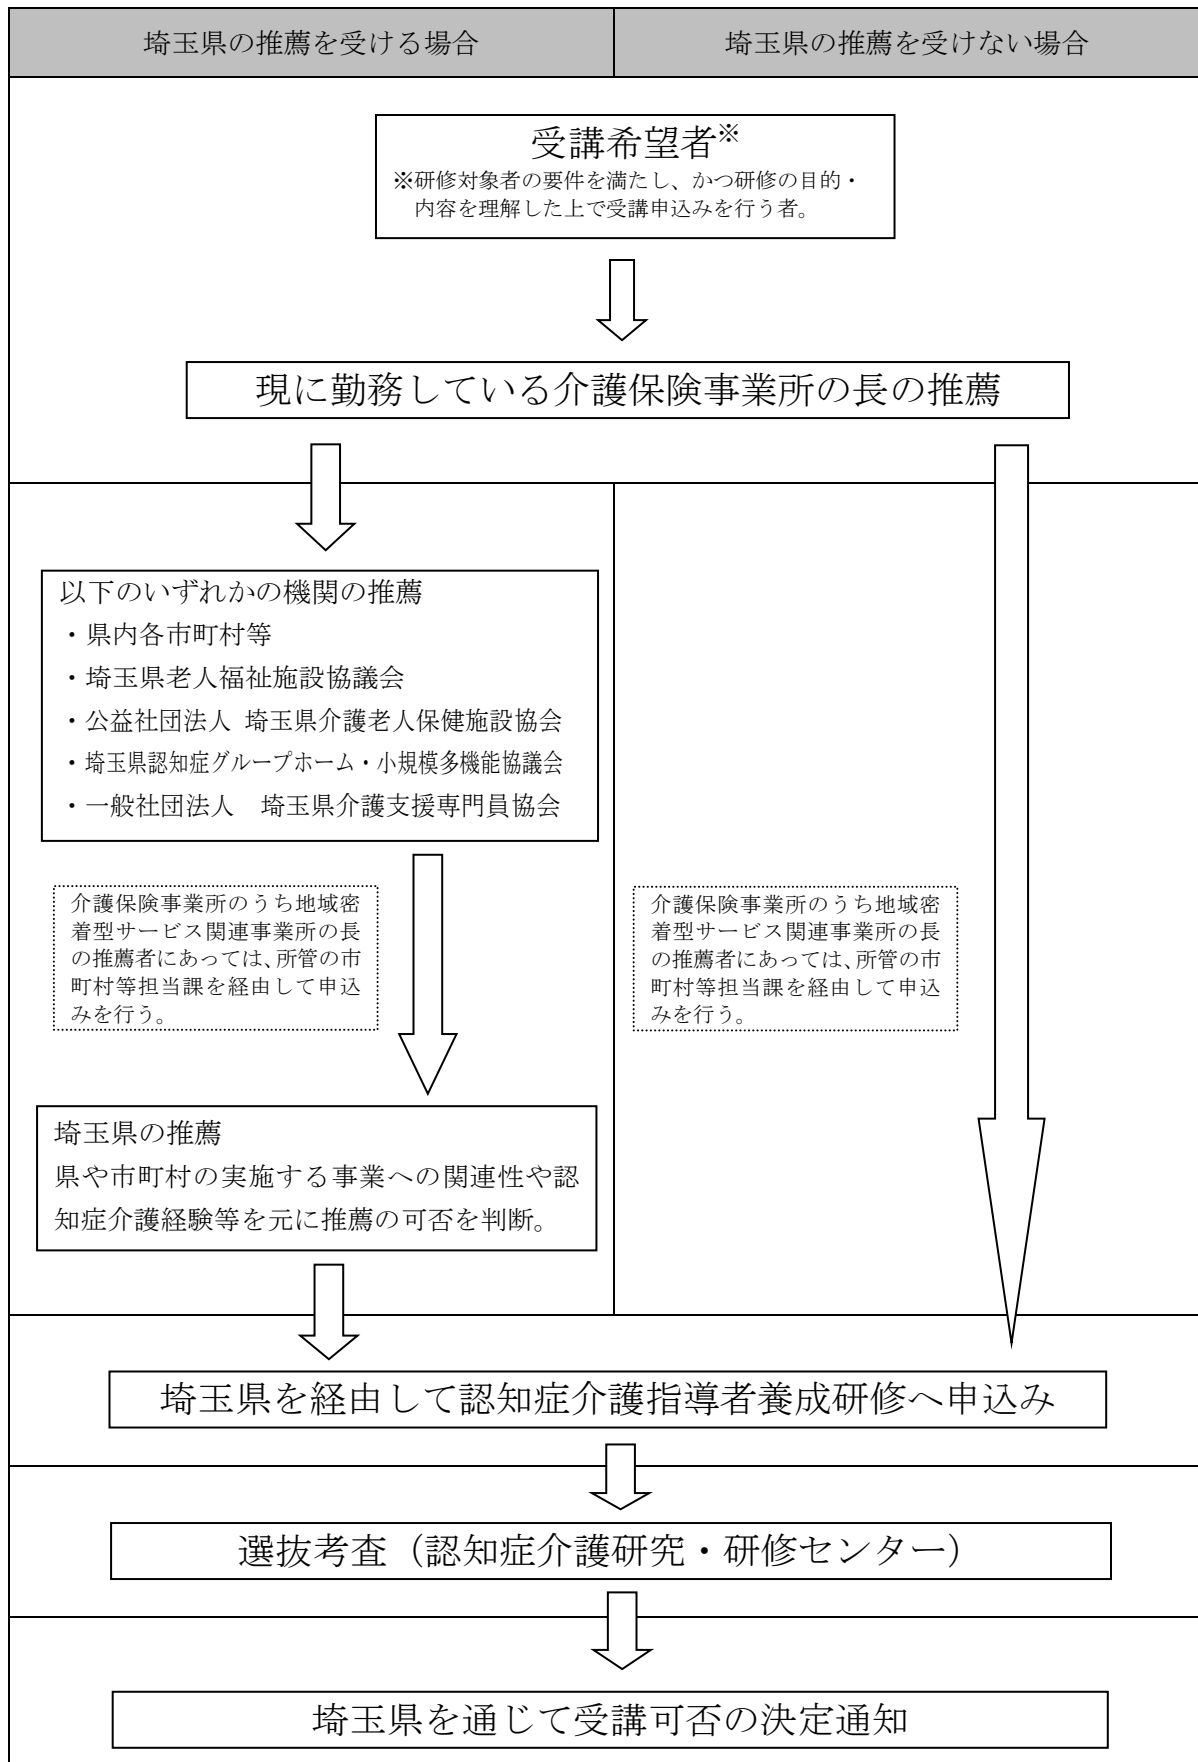 埼玉県の推薦を受ける場合
埼玉県の推薦を受けない場合
受講希望者※
※研修対象者の要件を満たし、かつ研修の目的・
内容を理解した上で受講申込みを行う者。
現に勤務している介護保険事業所の長の推薦
以下のいずれかの機関の推薦
・県内各市町村等
・埼玉県老人福祉施設協議会
・公益社団法人 埼玉県介護老人保健施設協会
・埼玉県認知症グループホーム・小規模多機能協議会
・一般社団法人　埼玉県介護支援専門員協会
介護保険事業所のうち地域密
着型サービス関連事業所の長
の推薦者にあっては、所管の市
町村等担当課を経由して申込
みを行う。
介護保険事業所のうち地域密
着型サービス関連事業所の長
の推薦者にあっては、所管の市
町村等担当課を経由して申込
みを行う。
埼玉県の推薦
県や市町村の実施する事業への関連性や認
知症介護経験等を元に推薦の可否を判断。
埼玉県を経由して認知症介護指導者養成研修へ申込み
選抜考査（認知症介護研究・研修センター）
埼玉県を通じて受講可否の決定通知